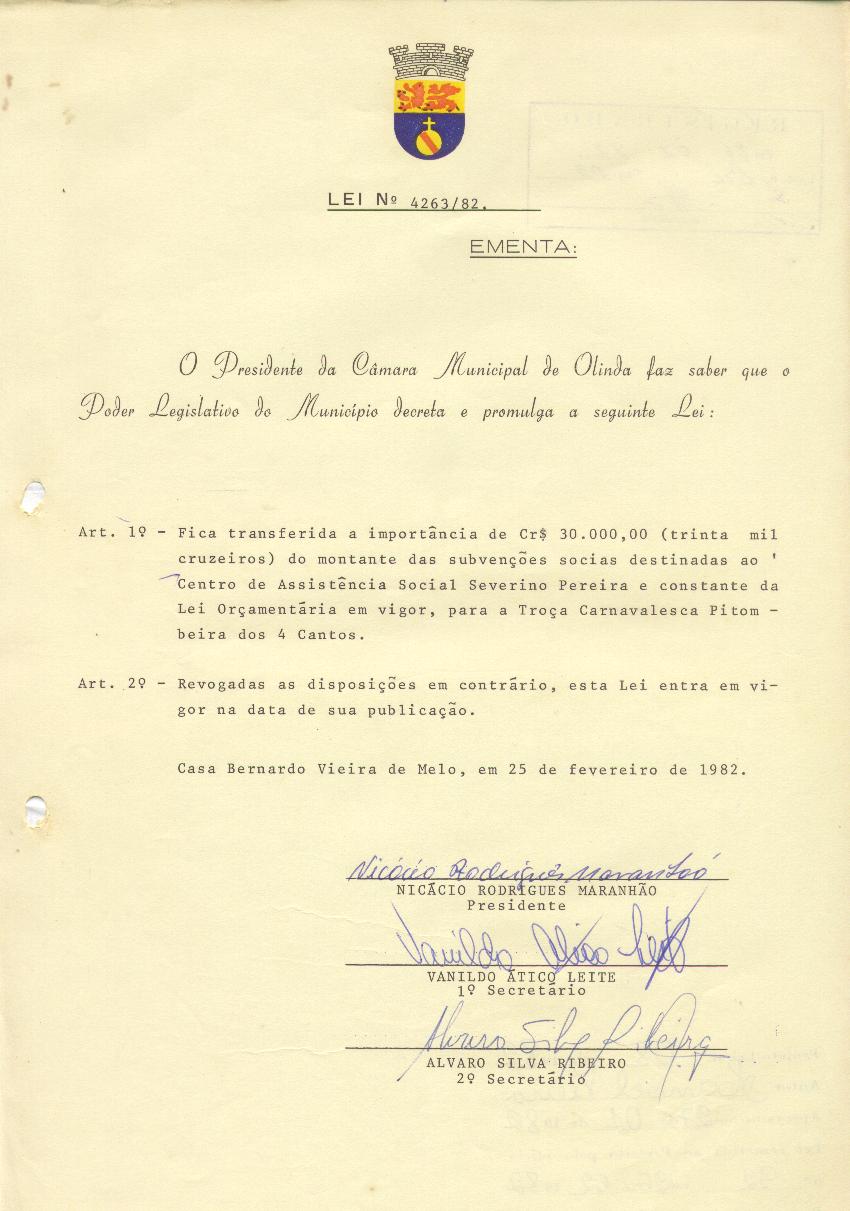 LEI Nº 4263/82.
EMENTA:
O Presidente da Câmara Municipal de Olinda faz saber que o
Poder Legislativo do Município decreta e promulga a seguinte Lei:
Art. 1º - Fica transferida a importância de Cr$ 30.000,00 (trinta mil
cruzeiros) do montante das subvenções socias destinadas ao '
Centro de Assistência Social Severino Pereira e constante da
Lei Orçamentária em vigor, para a Troça Carnavalesca Pitom -
beira dos 4 Cantos.
Art. 2º - Revogadas as disposições em contrário, esta Lei entra em vi-
gor na data de sua publicação.
Casa Bernardo Vieira de Melo, em 25 de fevereiro de 1982.
Nicácio Rodrigues Maranhão
NICÁCIO RODRIGUES MARANHÃO
Presidente
Vanildo Ático Leite
VANILDO ÁTICO LEITE
1º Secretário
Alvaro Silva Ribeiro
ALVARO SILVA RIBEIRO
2º Secretário